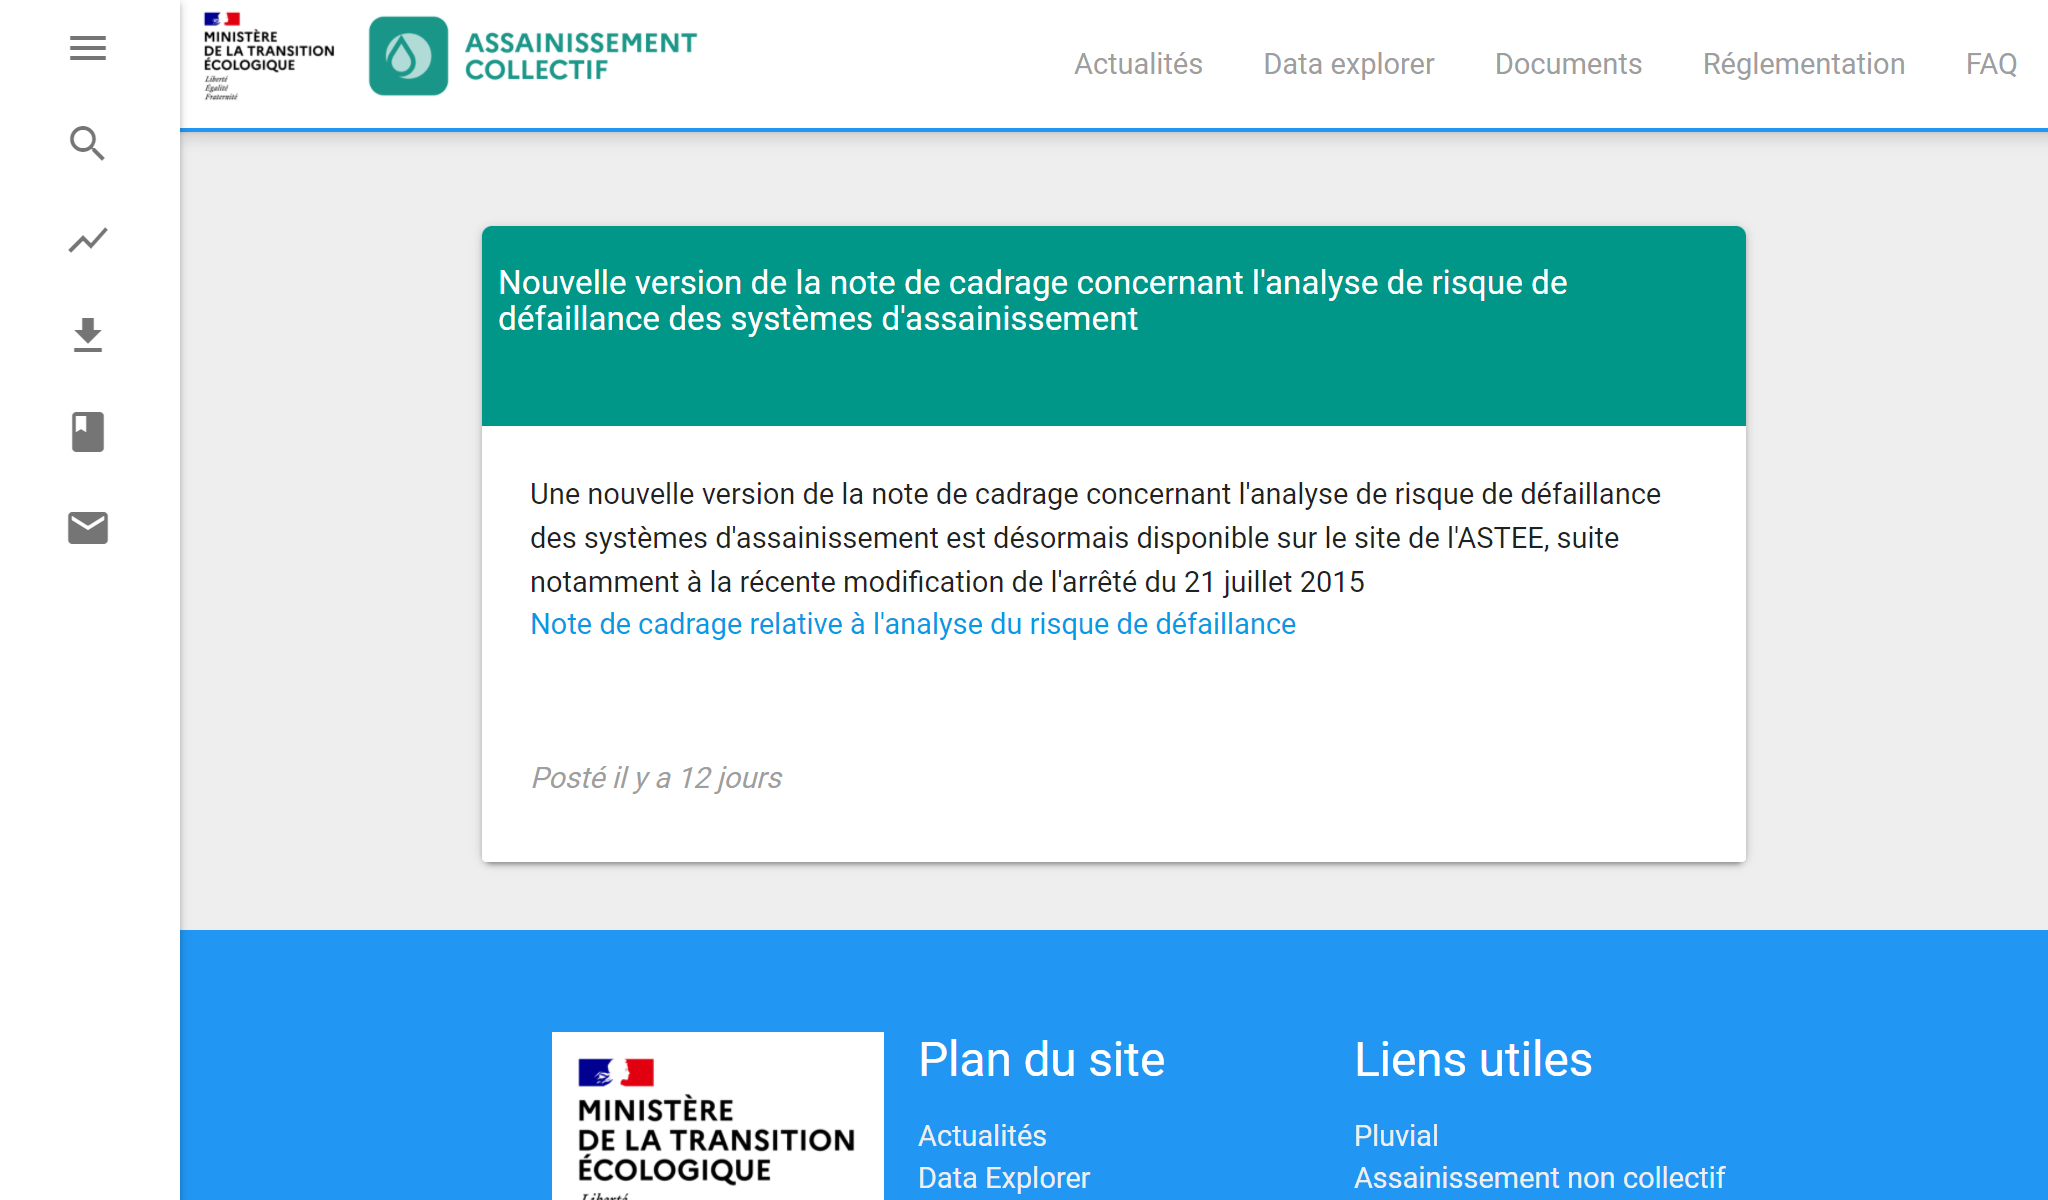 MINISTÈRE
DE LA TRANSITION
ÉCOLOGIQUE
Liberté
Égalité
Fraternité
ASSAINISSEMENT
COLLECTIF
Actualités
Data explorer
Documents
Réglementation
FAQ
Nouvelle version de la note de cadrage concernant l'analyse de risque de
défaillance des systèmes d'assainissement
Une nouvelle version de la note de cadrage concernant l'analyse de risque de défaillance
des systèmes d'assainissement est désormais disponible sur le site de l'ASTEE, suite
notamment à la récente modification de l'arrêté du 21 juillet 2015
Note de cadrage relative à l'analyse du risque de défaillance
Posté il y a 12 jours
MINISTÈRE
DE LA TRANSITION
ÉCOLOGIQUE
Liberté
Plan du site
Actualités
Data Explorer
Liens utiles
Pluvial
Assainissement non collectif